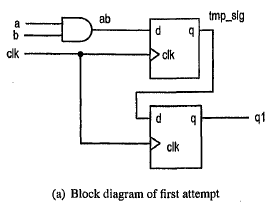 tmp_sig
ab
a
d q
b
clk
clk
d q
q1
clk
(a) Block diagram of first attempt